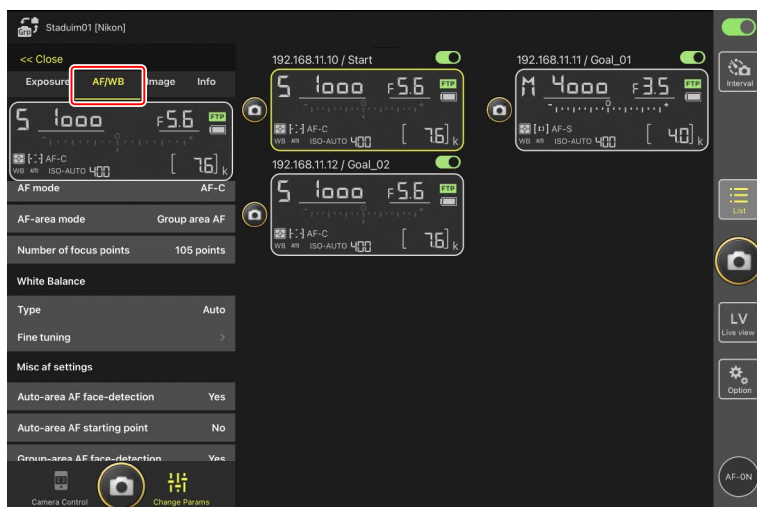 Grp Staduim01 [Nikon]
<< Close
Exposure AF/WB Image Info
S 1000 F5.6 FTP
AF-C
WB AUTO ISO-AUTO 400 [ 7.6] k
AF mode AF-C
AF-area mode Group area AF
Number of focus points 105 points
White Balance
Type Auto
Fine tuning >
Misc af settings
Auto-area AF face-detection Yes
Auto-area AF starting point No
Group-area AF face-detection Yes
Camera Control Change Params
192.168.11.10 / Start
S 1000 F5.6 FTP
AF-C
WB AUTO ISO-AUTO 400 [ 7.6] k
192.168.11.11 / Goal_01
M 4000 F3.5 FTP
AF-S
WB AUTO ISO-AUTO 400 [ 4.0] k
192.168.11.12 / Goal_02
S 1000 F5.6 FTP
AF-C
WB AUTO ISO-AUTO 400 [ 7.6] k
Interval
List
LV
Live view
Option
AF-ON